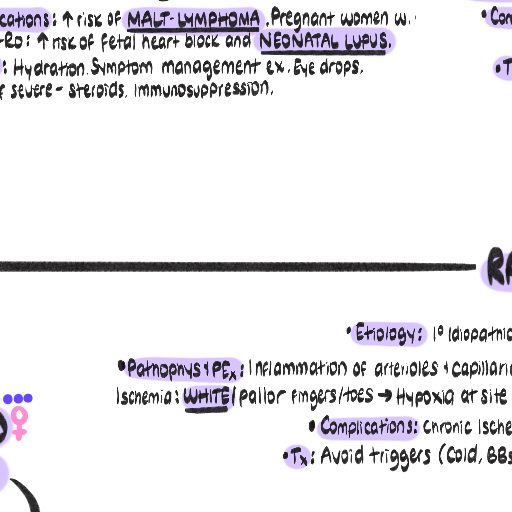 cations: ↑ risk of MALT-LYMPHOMA. Pregnant women w.
-Ro: ↑ risk of Fetal heart block and NEONATAL LUPUS.
: Hydration. Symptom management ex. Eye drops.
severe - steroids. Immunosuppression.
• Com
• T
RA
• Etiology: 1° Idiopathic
• Pathophys + PEx: Inflammation of arterioles + capillari
Ischemia: WHITE/pallor fingers/toes → Hypoxia at site
• Complications: Chronic Ische
• Tx: Avoid triggers (Cold, BBs